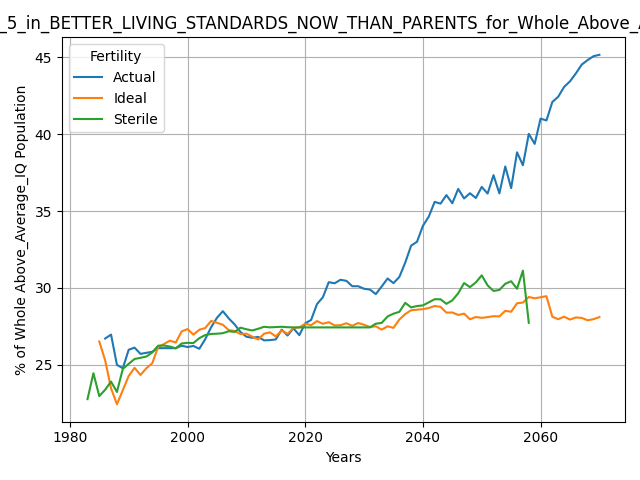 _5_in_BETTER_LIVING_STANDARDS_NOW_THAN_PARENTS_for_Whole_Above_
Fertility
Actual
Ideal
Sterile
% of Whole Above_Average_IQ Population
45
40
35
30
25
1980 2000 2020 2040 2060
Years